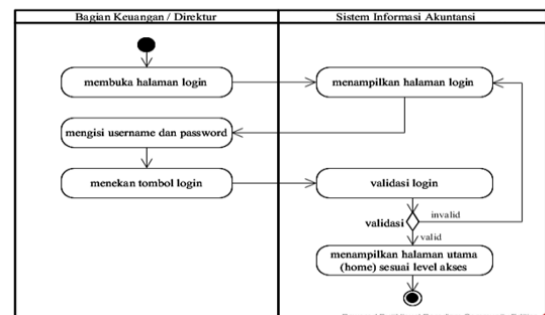 Bagian Keuangan / Direktur
Sistem Informasi Akuntansi
membuka halaman login
menampilkan halaman login
mengisi username dan password
menekan tombol login
validasi login
validasi
invalid
valid
menampilkan halaman utama
(home) sesuai level akses